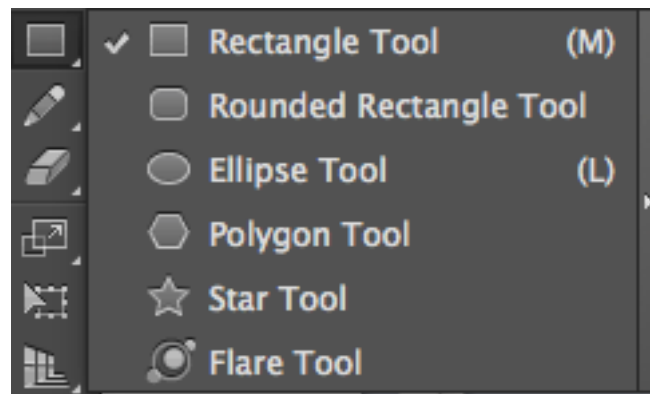 Rectangle Tool (M)
Rounded Rectangle Tool
Ellipse Tool (L)
Polygon Tool
Star Tool
Flare Tool